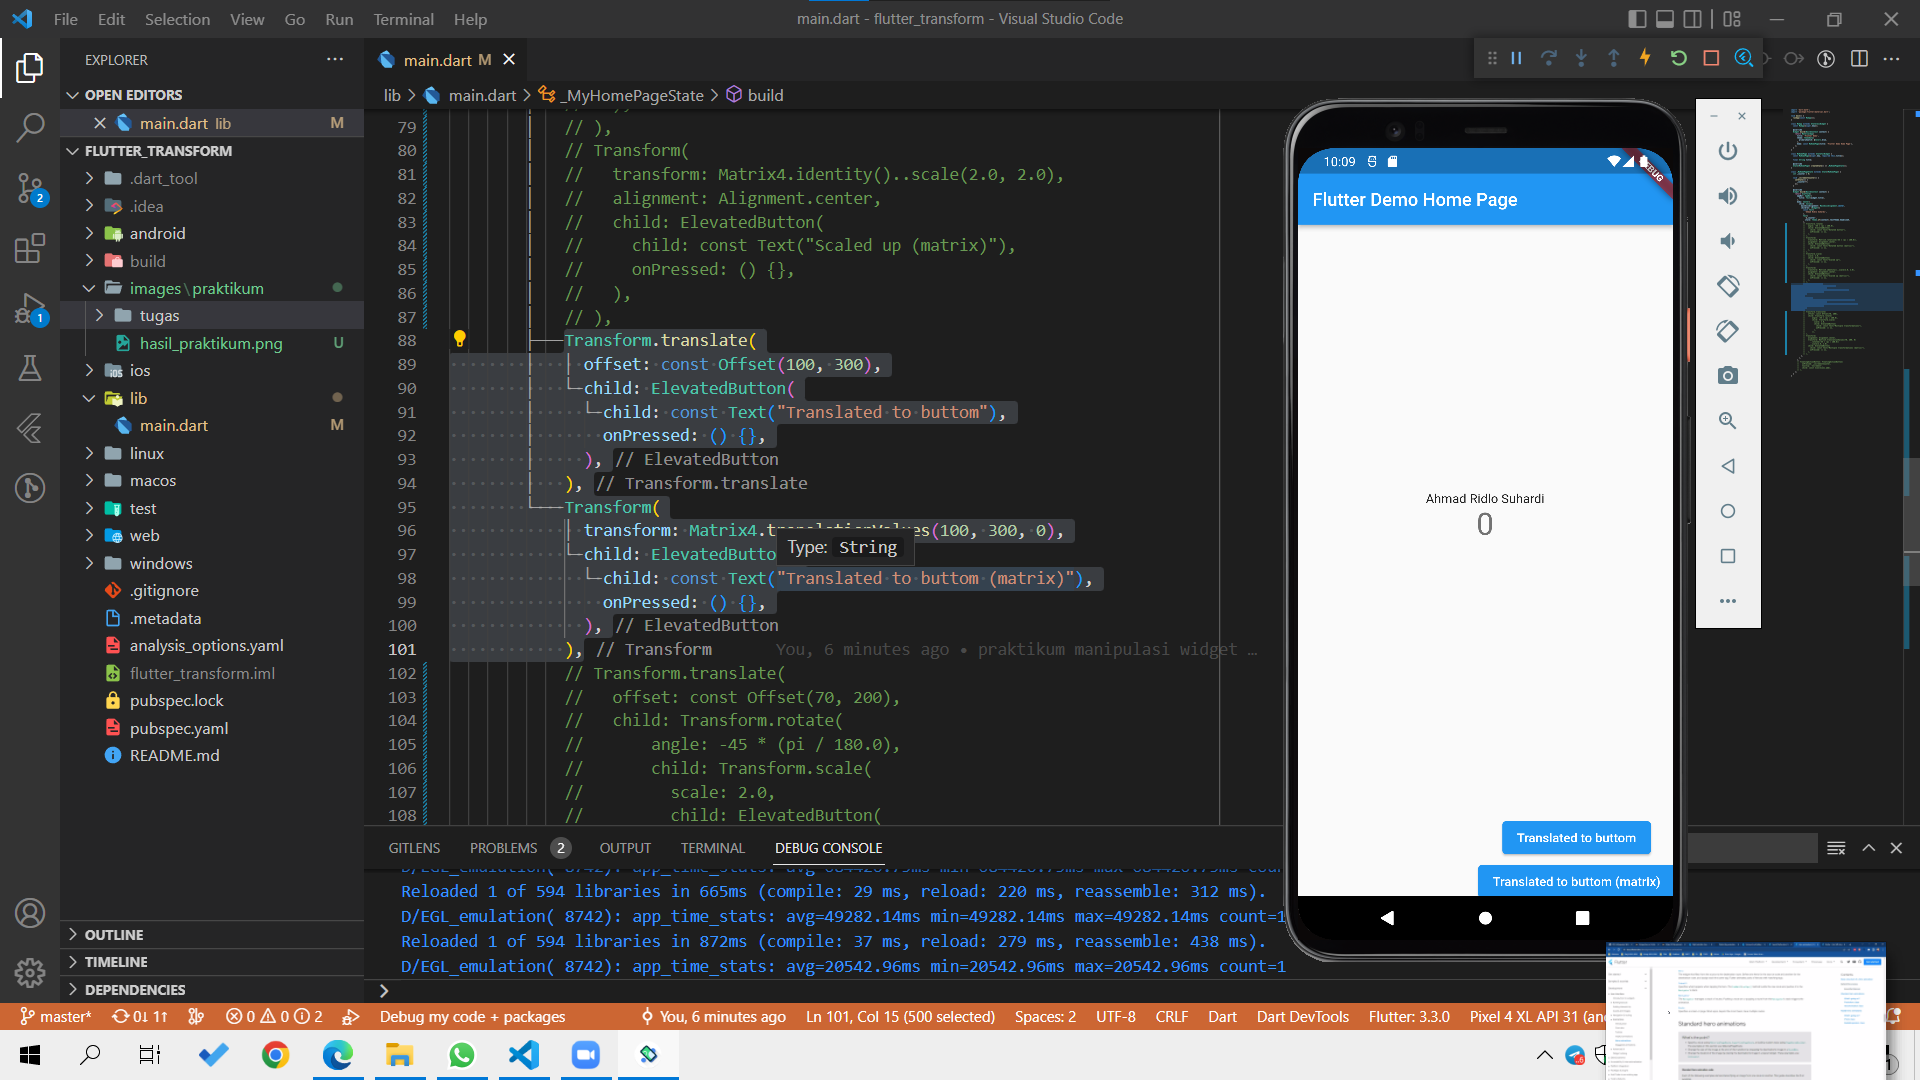 File Edit Selection View Go Run Terminal Help
main.dart - flutter_transform - Visual Studio Code
EXPLORER
OPEN EDITORS
main.dart lib M
FLUTTER_TRANSFORM
.dart_tool
.idea
android
build
images\praktikum
tugas
hasil_praktikum.png U
ios
lib
main.dart M
linux
macos
test
web
windows
.gitignore
.metadata
analysis_options.yaml
flutter_transform.iml
pubspec.lock
pubspec.yaml
README.md
OUTLINE
TIMELINE
DEPENDENCIES
2
1
main.dart M
lib > main.dart > _MyHomePageState > build
79 // ),
80 // Transform(
81 //   transform: Matrix4.identity()..scale(2.0, 2.0),
82 //   alignment: Alignment.center,
83 //   child: ElevatedButton(
84 //     child: const Text("Scaled up (matrix)"),
85 //     onPressed: () {},
86 //   ),
87 // ),
88 Transform.translate(
89 offset: const Offset(100, 300),
90 child: ElevatedButton(
91 child: const Text("Translated to buttom"),
92 onPressed: () {},
93 ), // ElevatedButton
94 ), // Transform.translate
95 Transform(
96 transform: Matrix4.translationValues(100, 300, 0),
97 child: ElevatedButto
Type: String
98 child: const Text("Translated to buttom (matrix)"),
99 onPressed: () {},
100 ), // ElevatedButton
101 ), // Transform You, 6 minutes ago • praktikum manipulasi widget …
102 // Transform.translate(
103 //   offset: const Offset(70, 200),
104 //   child: Transform.rotate(
105 //       angle: -45 * (pi / 180.0),
106 //       child: Transform.scale(
107 //         scale: 2.0,
108 //         child: ElevatedButton(
10:09
Flutter Demo Home Page
Ahmad Ridlo Suhardi
0
Translated to buttom
Translated to buttom (matrix)
GITLENS PROBLEMS 2 OUTPUT TERMINAL DEBUG CONSOLE
Reloaded 1 of 594 libraries in 665ms (compile: 29 ms, reload: 220 ms, reassemble: 312 ms).
D/EGL_emulation( 8742): app_time_stats: avg=49282.14ms min=49282.14ms max=49282.14ms count=1
Reloaded 1 of 594 libraries in 872ms (compile: 37 ms, reload: 279 ms, reassemble: 438 ms).
D/EGL_emulation( 8742): app_time_stats: avg=20542.96ms min=20542.96ms max=20542.96ms count=1
master* 0↓ 1↑ 0 0 2 Debug my code + packages You, 6 minutes ago Ln 101, Col 15 (500 selected) Spaces: 2 UTF-8 CRLF Dart Dart DevTools Flutter: 3.3.0 Pixel 4 XL API 31 (an
Standard hero animations